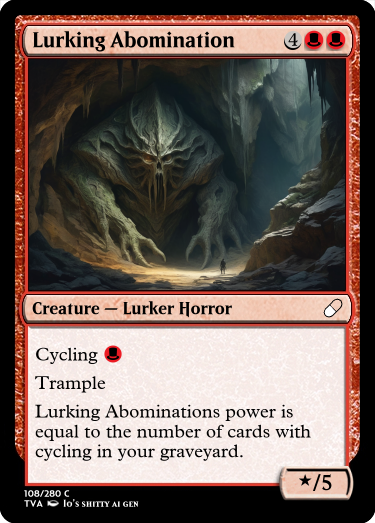 Lurking Abomination 4
Creature — Lurker Horror
Cycling
Trample
Lurking Abominations power is
equal to the number of cards with
cycling in your graveyard.
★/5
108/280 C
TVA Io's shitty ai gen